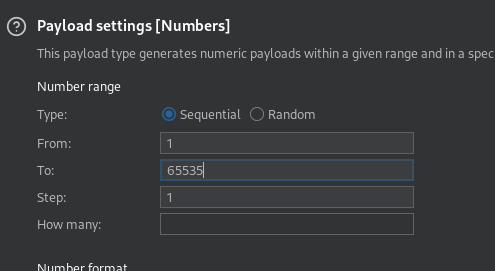 Payload settings [Numbers]
This payload type generates numeric payloads within a given range and in a spec
Number range
Type: Sequential Random
From: 1
To: 65535
Step: 1
How many:
Number format